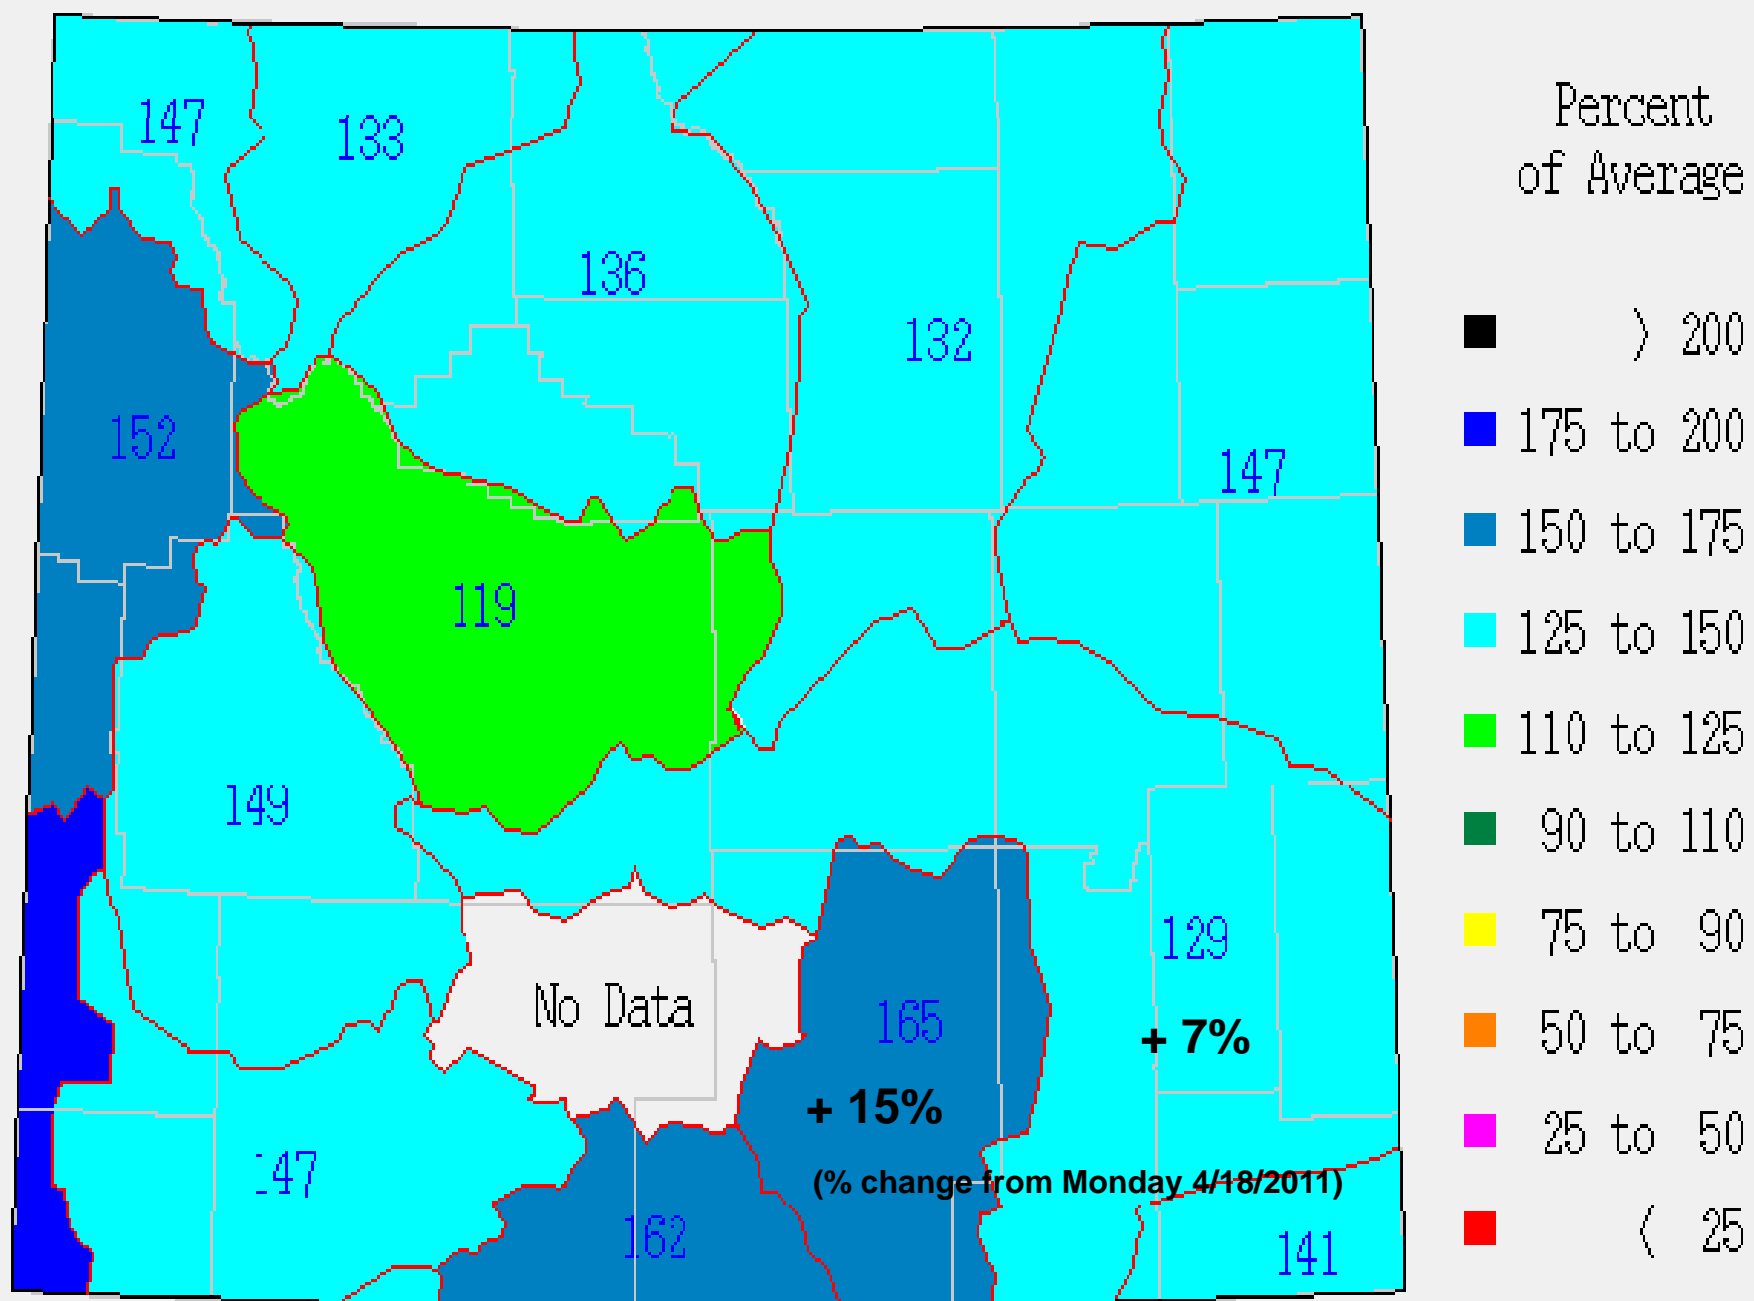 147
133
136
132
152
147
119
149
129
No Data
165
+ 7%
+ 15%
147
(% change from Monday 4/18/2011)
162
141
Percent
of Average
> 200
175 to 200
150 to 175
125 to 150
110 to 125
90 to 110
75 to 90
50 to 75
25 to 50
< 25